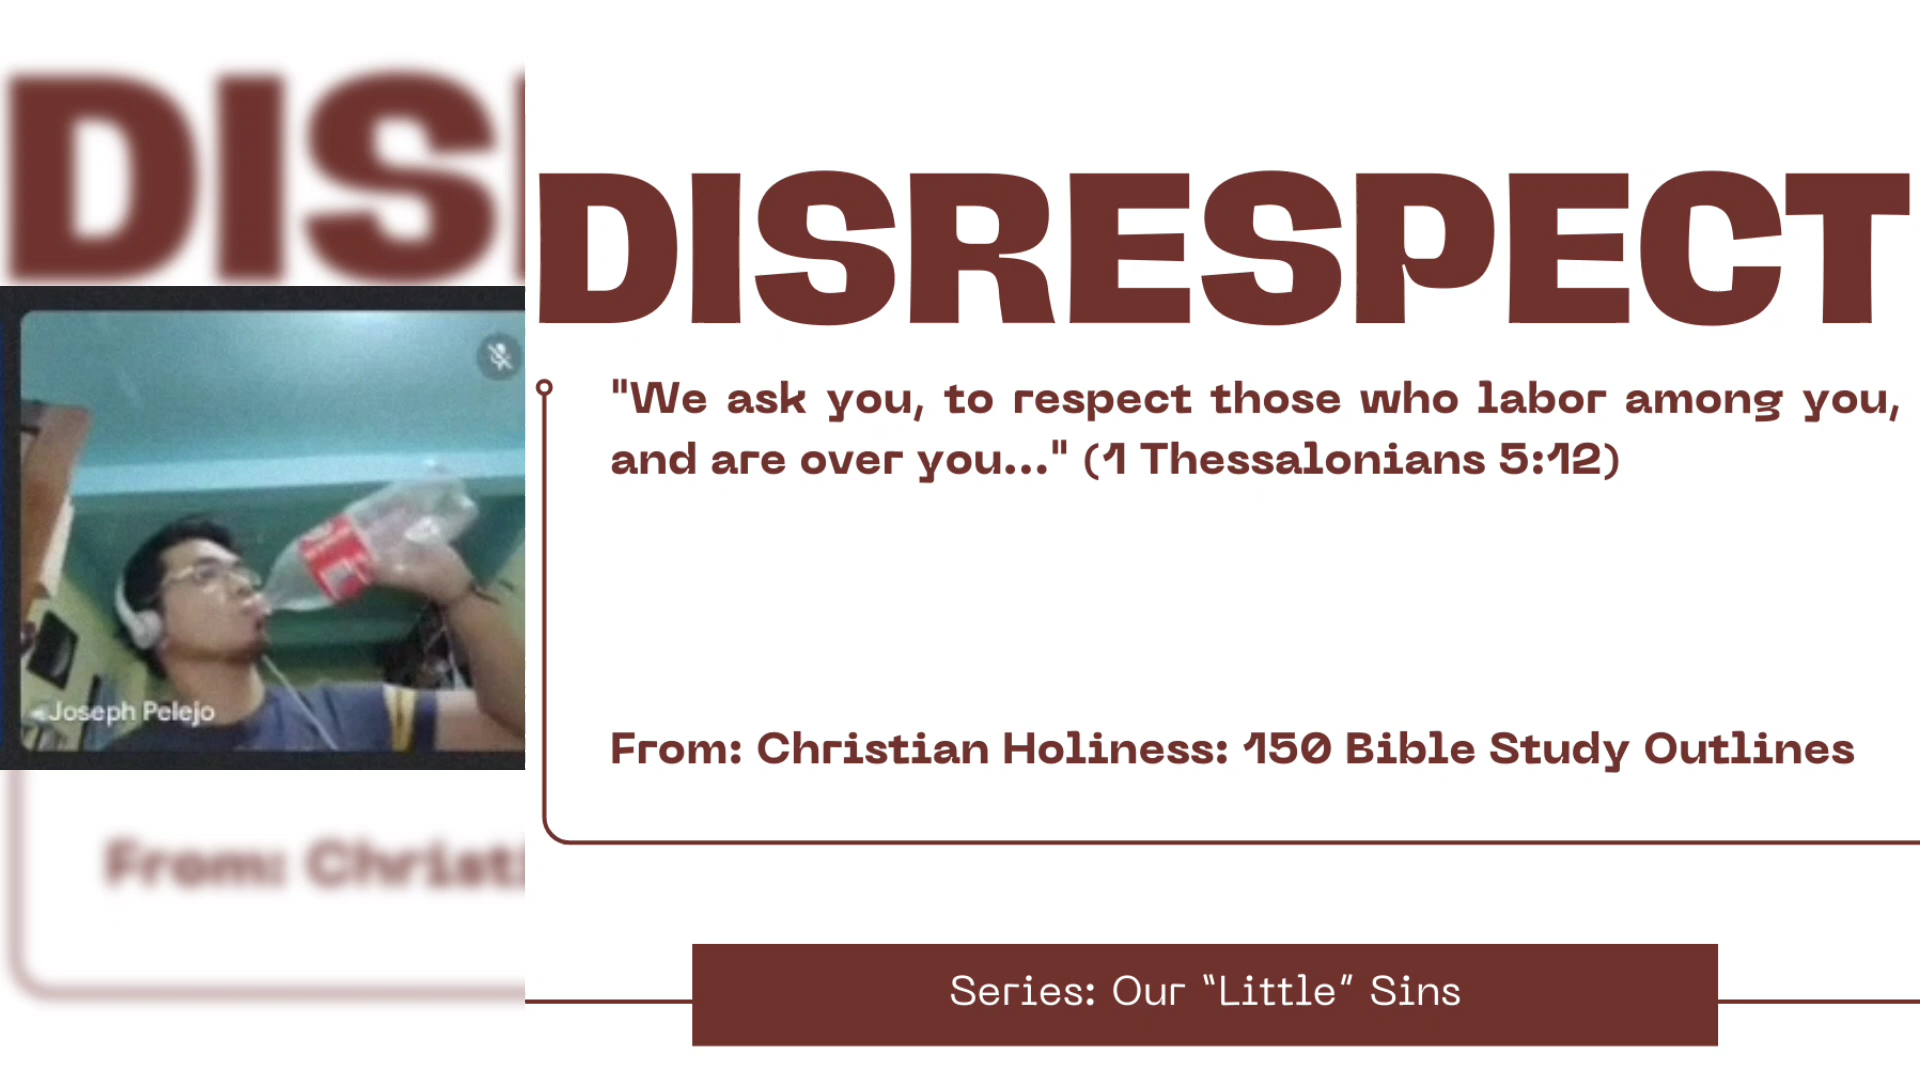 DISRESPECT
"We ask you, to respect those who labor among you,
and are over you..." (1 Thessalonians 5:12)
From: Christian Holiness: 150 Bible Study Outlines
Series: Our “Little” Sins
DIS
Joseph Pelejo
From: Christi